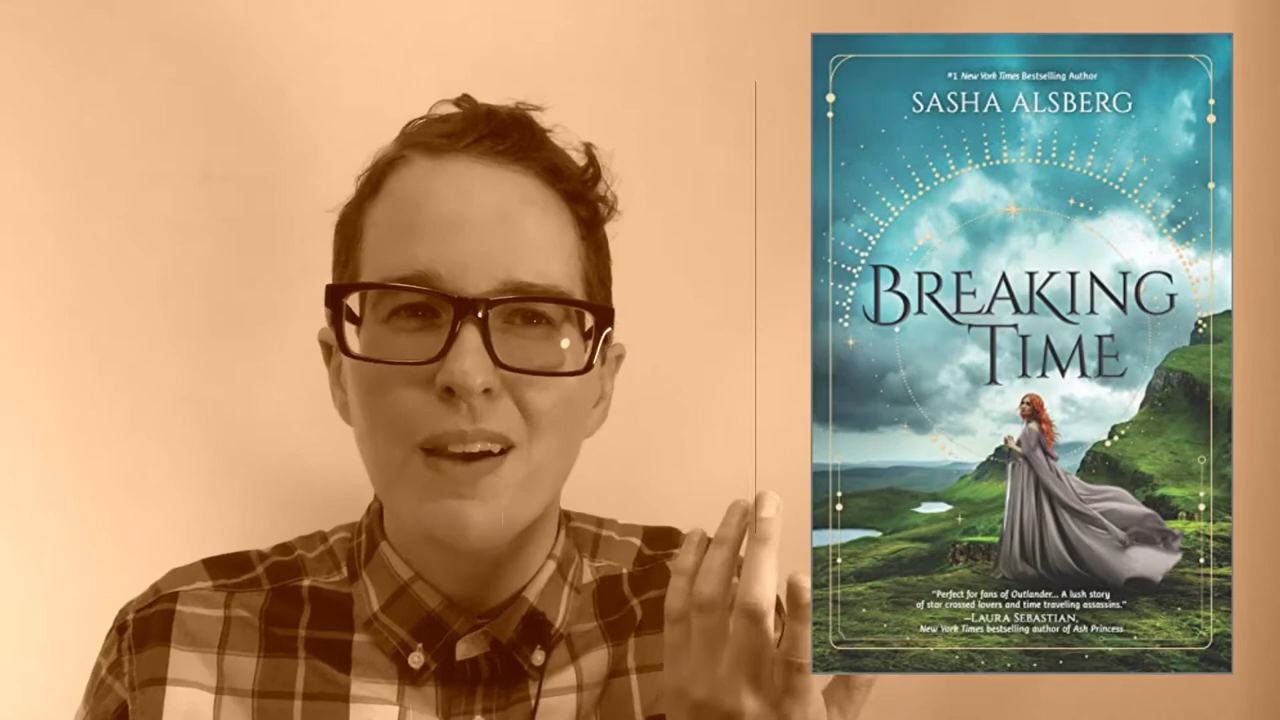 #1 New York Times Bestselling Author
SASHA ALSBERG
BREAKING
TIME
"Perfect for fans of Outlander... A lush story
of star crossed lovers and time traveling assassins."
—LAURA SEBASTIAN,
New York Times bestselling author of Ash Princess